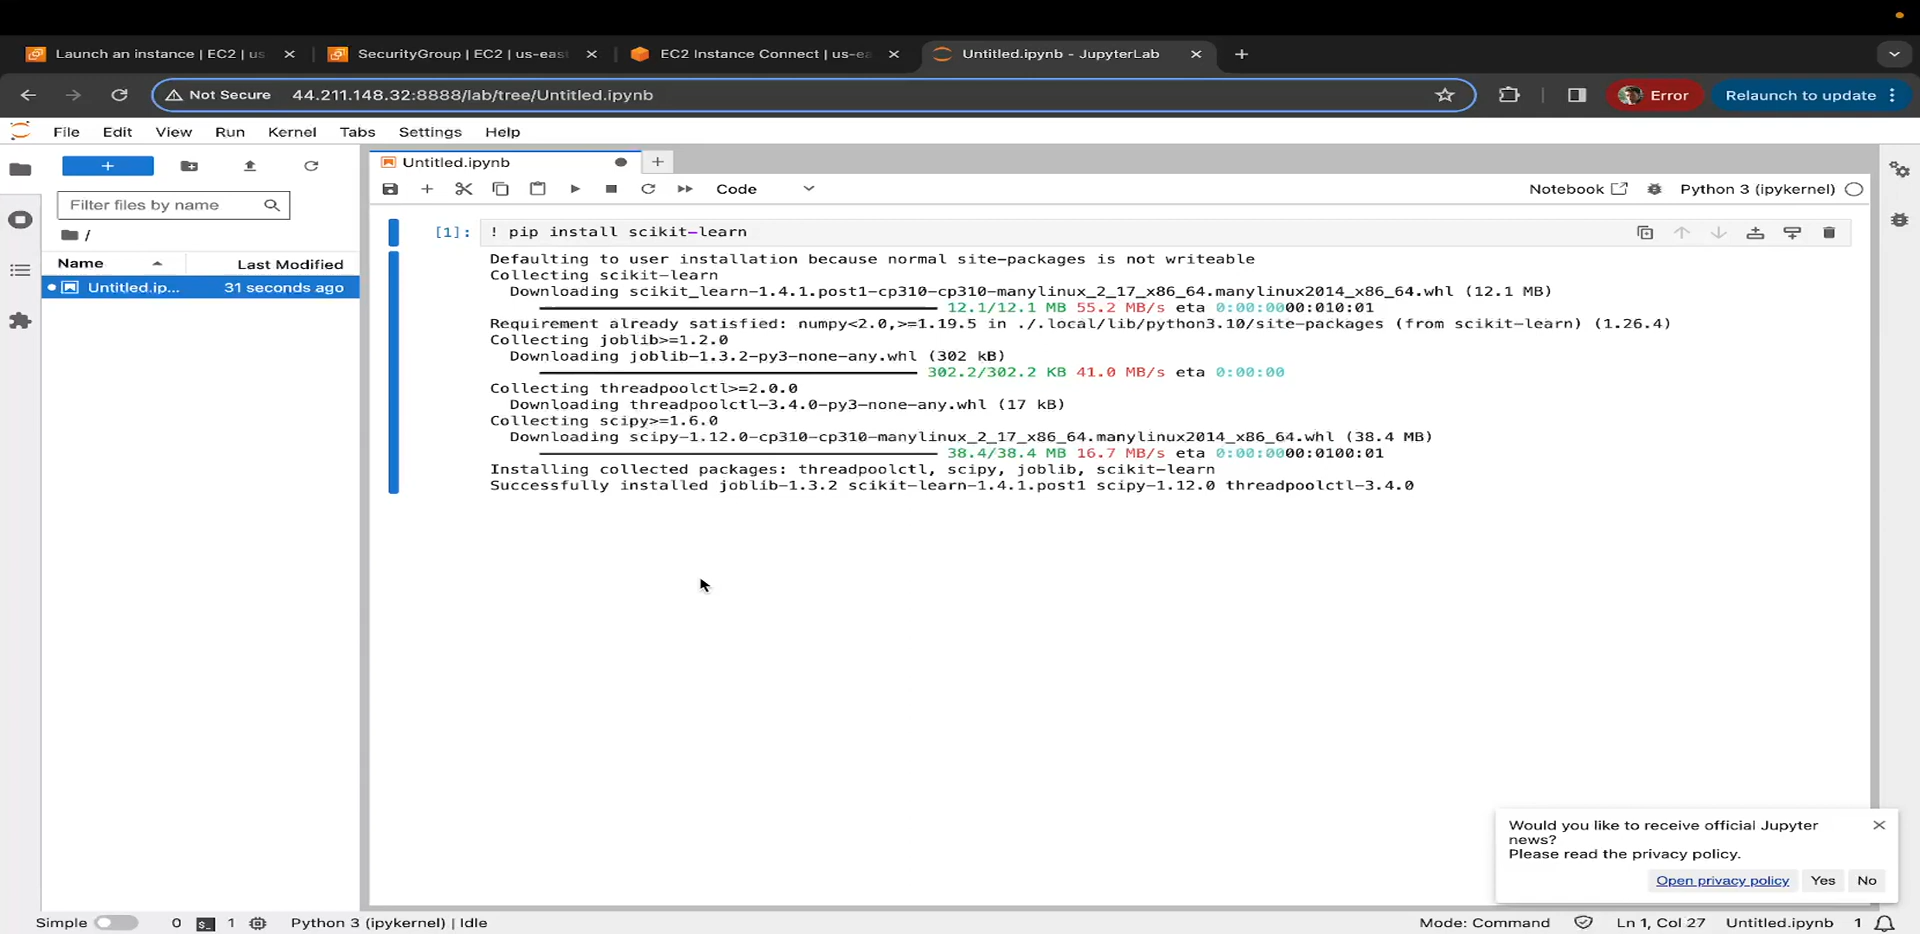 Launch an instance | EC2 | us
SecurityGroup | EC2 | us-east
EC2 Instance Connect | us-ea
Untitled.ipynb - JupyterLab
Not Secure 44.211.148.32:8888/lab/tree/Untitled.ipynb
Error
Relaunch to update
File Edit View Run Kernel Tabs Settings Help
Untitled.ipynb
Filter files by name
Code
Notebook
Python 3 (ipykernel)
/
Name Last Modified
Untitled.ip... 31 seconds ago
[1]: ! pip install scikit-learn
Defaulting to user installation because normal site-packages is not writeable
Collecting scikit-learn
Downloading scikit_learn-1.4.1.post1-cp310-cp310-manylinux_2_17_x86_64.manylinux2014_x86_64.whl (12.1 MB)
12.1/12.1 MB 55.2 MB/s eta 0:00:0000:010:01
Requirement already satisfied: numpy<2.0,>=1.19.5 in ./.local/lib/python3.10/site-packages (from scikit-learn) (1.26.4)
Collecting joblib>=1.2.0
Downloading joblib-1.3.2-py3-none-any.whl (302 kB)
302.2/302.2 KB 41.0 MB/s eta 0:00:00
Collecting threadpoolctl>=2.0.0
Downloading threadpoolctl-3.4.0-py3-none-any.whl (17 kB)
Collecting scipy>=1.6.0
Downloading scipy-1.12.0-cp310-cp310-manylinux_2_17_x86_64.manylinux2014_x86_64.whl (38.4 MB)
38.4/38.4 MB 16.7 MB/s eta 0:00:0000:0100:01
Installing collected packages: threadpoolctl, scipy, joblib, scikit-learn
Successfully installed joblib-1.3.2 scikit-learn-1.4.1.post1 scipy-1.12.0 threadpoolctl-3.4.0
Would you like to receive official Jupyter
news?
Please read the privacy policy.
Open privacy policy Yes No
Simple 0 1 Python 3 (ipykernel) | Idle
Mode: Command Ln 1, Col 27 Untitled.ipynb 1